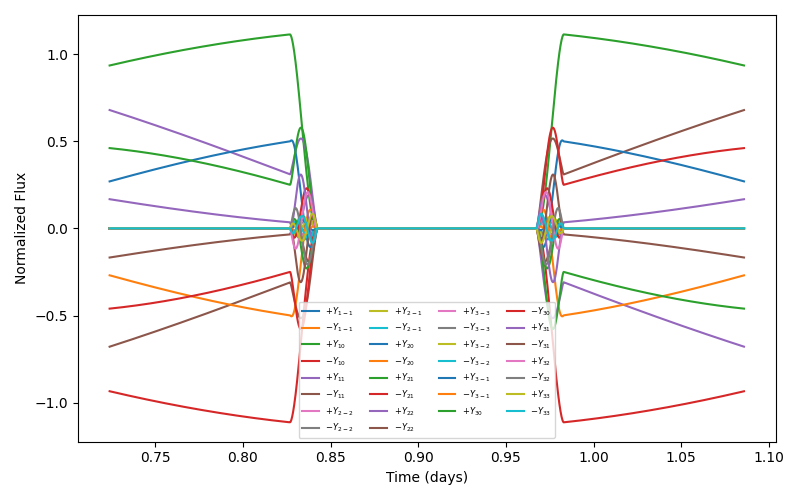 Normalized Flux
1.0
0.5
0.0
−0.5
−1.0
+Y₁₋₁ +Y₂₋₁ +Y₃₋₃ −Y₃₀
−Y₁₋₁ −Y₂₋₁ −Y₃₋₃ +Y₃₁
+Y₁₀ +Y₂₀ +Y₃₋₂ −Y₃₁
−Y₁₀ −Y₂₀ −Y₃₋₂ +Y₃₂
+Y₁₁ +Y₂₁ +Y₃₋₁ −Y₃₂
−Y₁₁ −Y₂₁ −Y₃₋₁ +Y₃₃
+Y₂₋₂ +Y₂₂ +Y₃₀ −Y₃₃
−Y₂₋₂ −Y₂₂
0.75 0.80 0.85 0.90 0.95 1.00 1.05 1.10
Time (days)